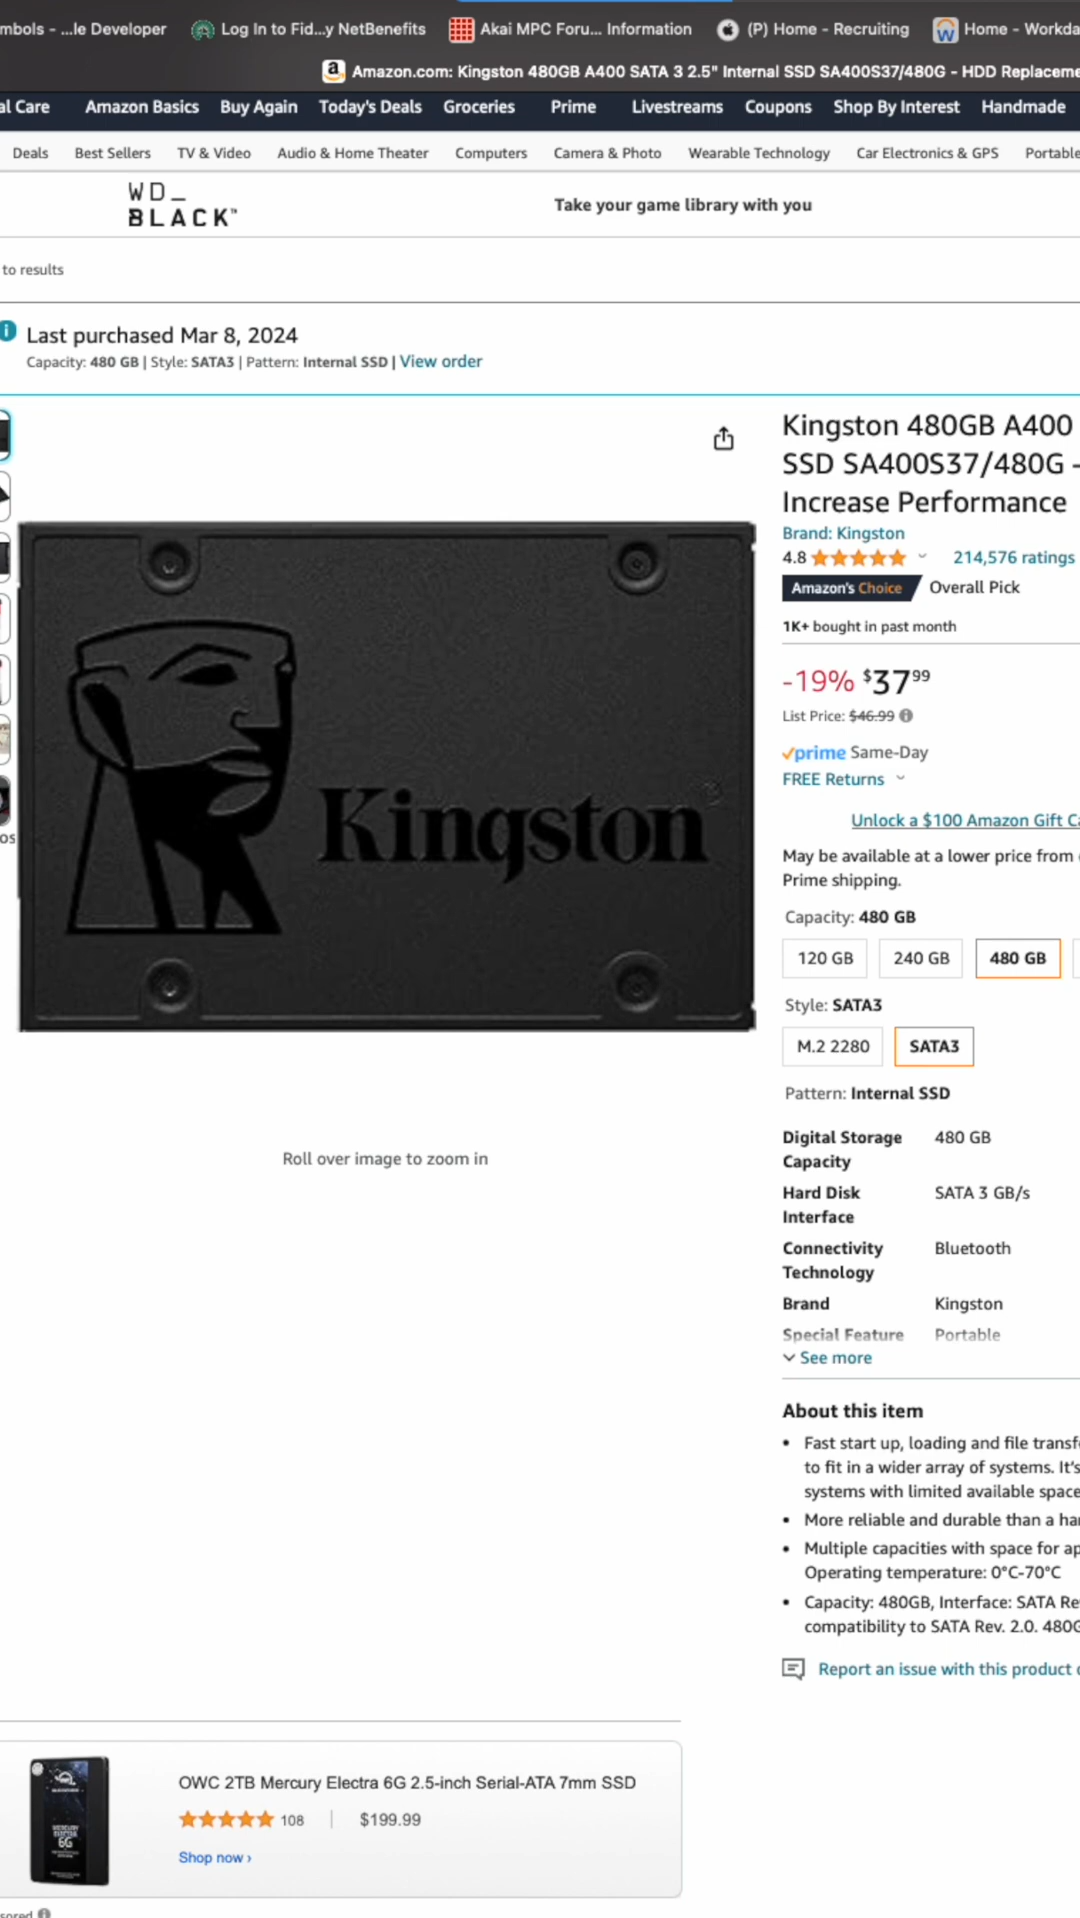 mbols - ...le Developer
Log In to Fid...y NetBenefits
Akai MPC Foru... Information
(P) Home - Recruiting
Home - Workda
Amazon.com: Kingston 480GB A400 SATA 3 2.5" Internal SSD SA400S37/480G - HDD Replaceme
al Care
Amazon Basics
Buy Again
Today's Deals
Groceries
Prime
Livestreams
Coupons
Shop By Interest
Handmade
Deals
Best Sellers
TV & Video
Audio & Home Theater
Computers
Camera & Photo
Wearable Technology
Car Electronics & GPS
Portable
WD_
BLACK™
Take your game library with you
to results
Last purchased Mar 8, 2024
Capacity: 480 GB | Style: SATA3 | Pattern: Internal SSD | View order
Kingston
os
Roll over image to zoom in
Kingston 480GB A400
SSD SA400S37/480G -
Increase Performance
Brand: Kingston
4.8
214,576 ratings
Amazon's Choice
Overall Pick
1K+ bought in past month
-19% $37 99
List Price: $46.99
prime Same-Day
FREE Returns
Unlock a $100 Amazon Gift Ca
May be available at a lower price from
Prime shipping.
Capacity: 480 GB
120 GB
240 GB
480 GB
Style: SATA3
M.2 2280
SATA3
Pattern: Internal SSD
Digital Storage
Capacity
480 GB
Hard Disk
Interface
SATA 3 GB/s
Connectivity
Technology
Bluetooth
Brand
Kingston
Special Feature
Portable
See more
About this item
• Fast start up, loading and file transf
to fit in a wider array of systems. It's
systems with limited available space
• More reliable and durable than a ha
• Multiple capacities with space for ap
Operating temperature: 0°C-70°C
• Capacity: 480GB, Interface: SATA Re
compatibility to SATA Rev. 2.0. 480G
Report an issue with this product
OWC 2TB Mercury Electra 6G 2.5-inch Serial-ATA 7mm SSD
108
$199.99
Shop now ›
MERCURY
ELECTRA
6G
sored